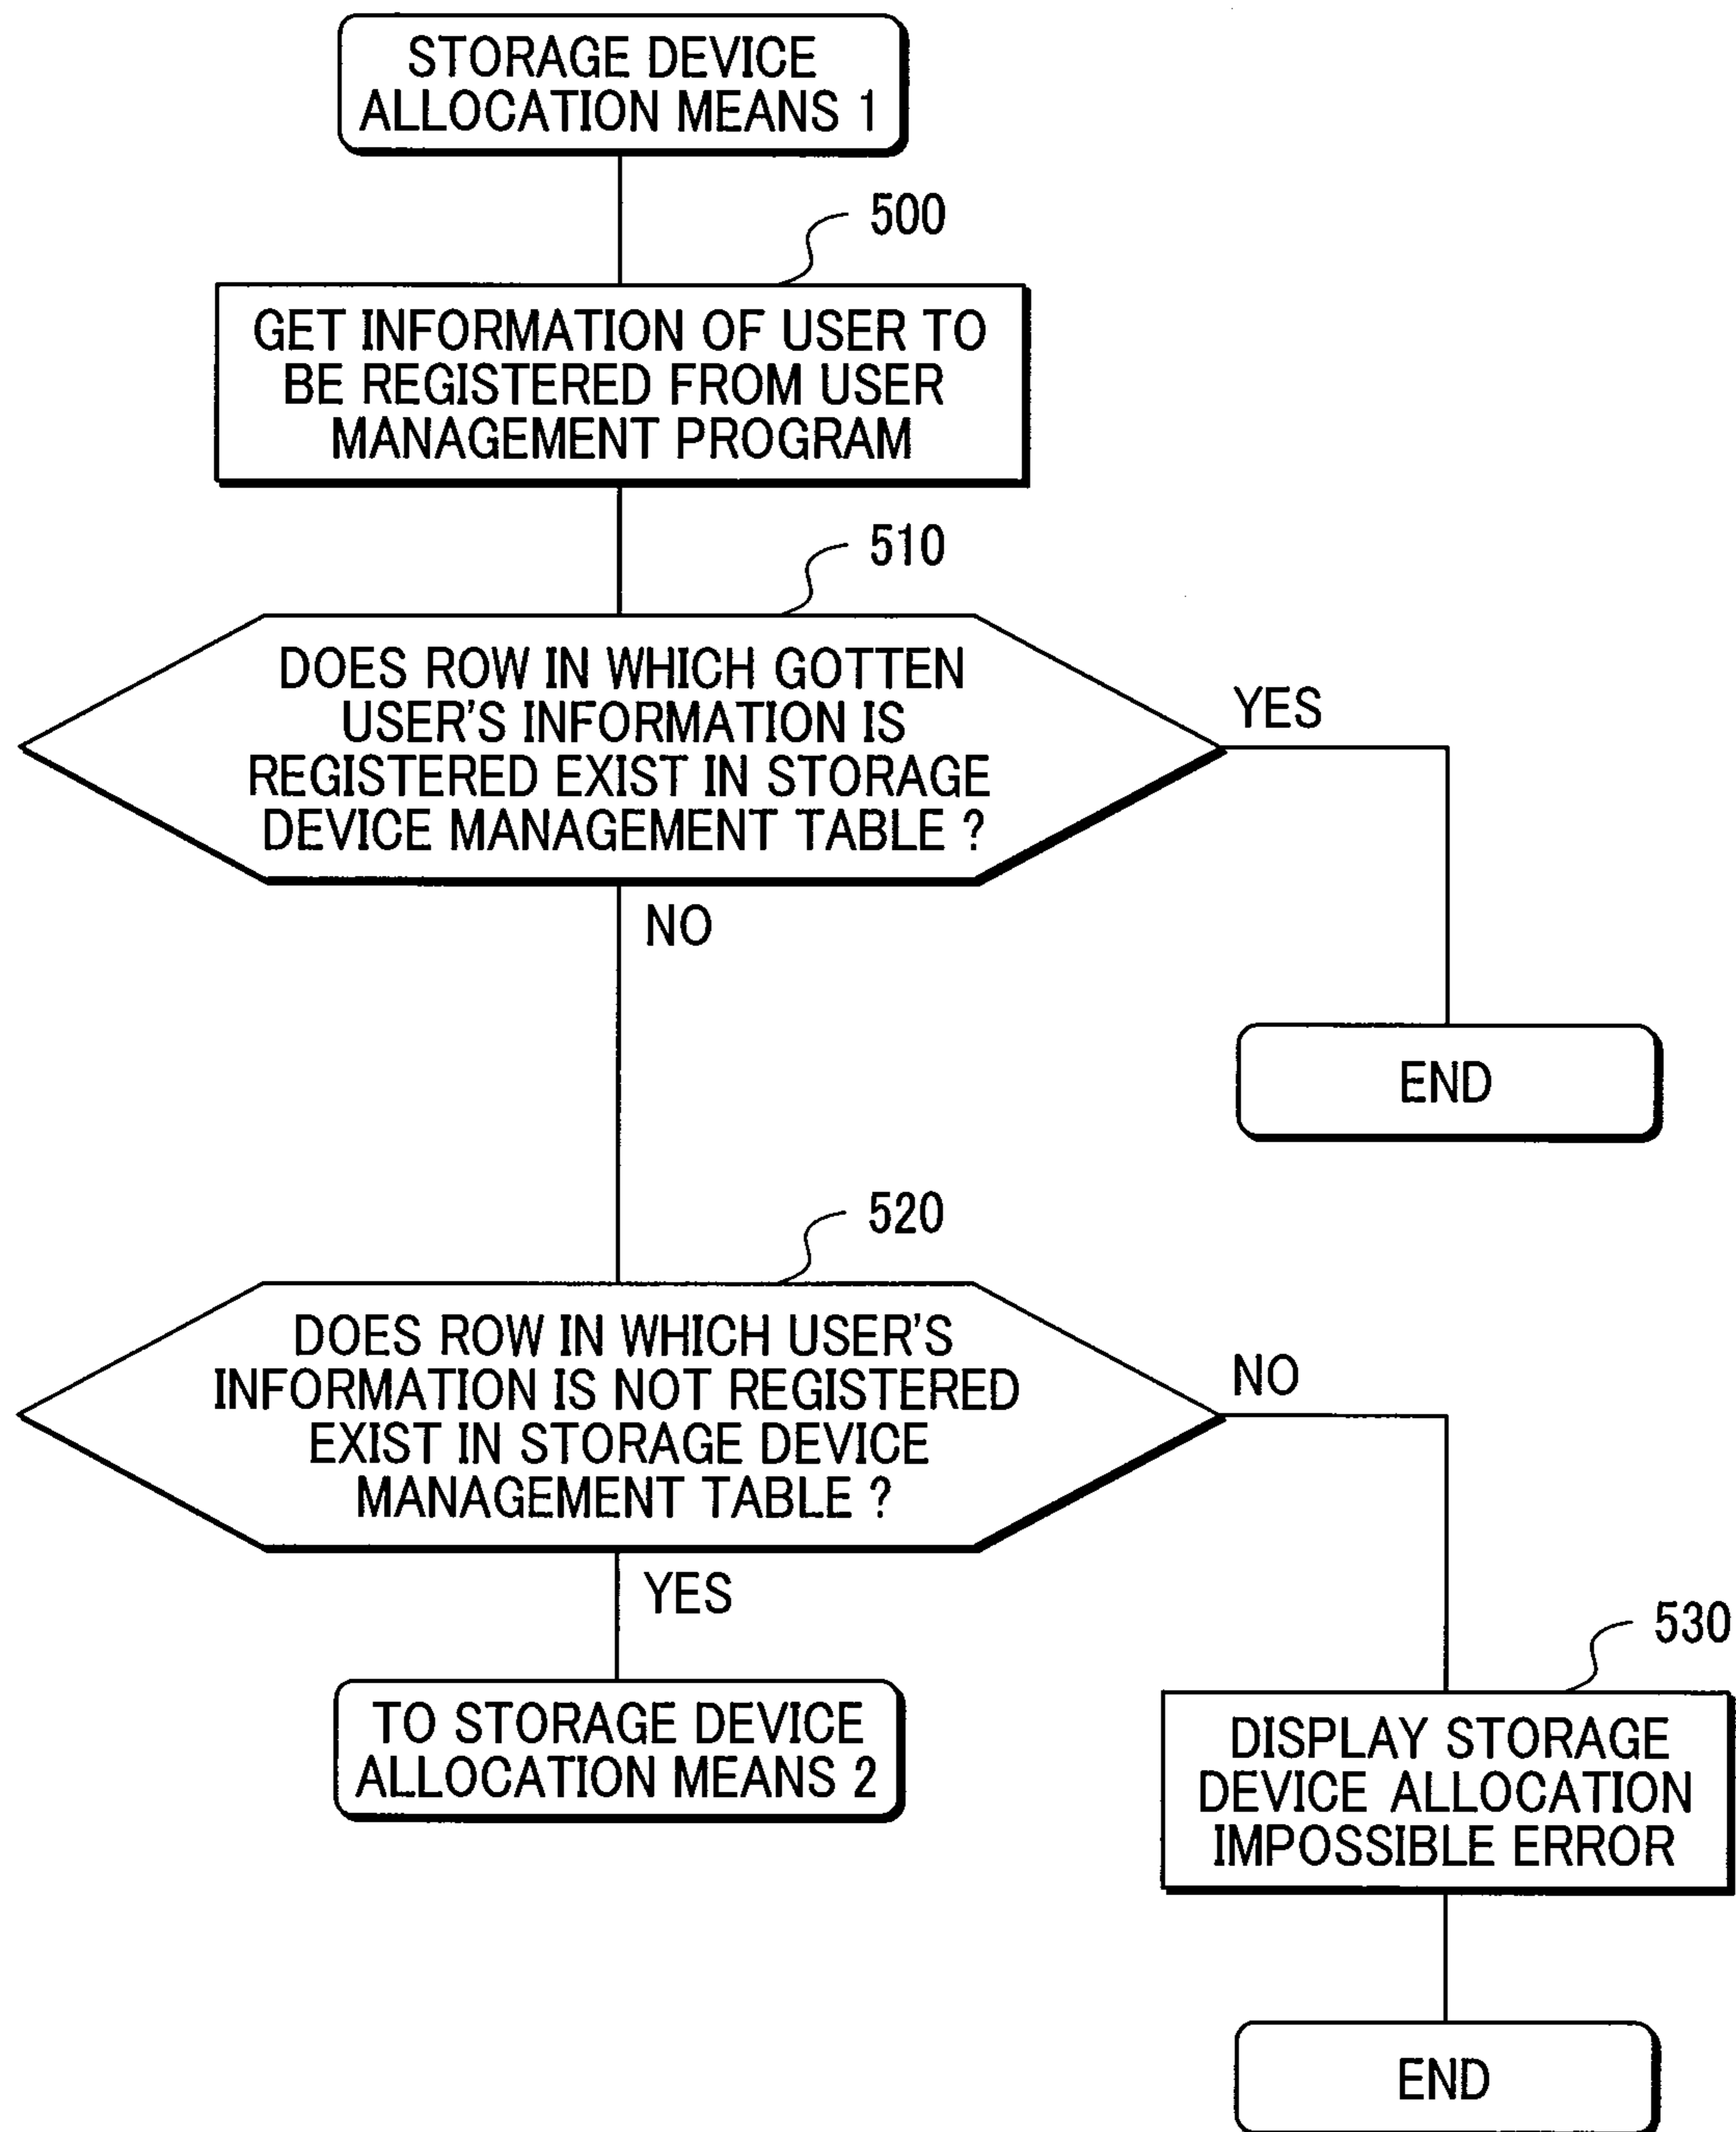 STORAGE DEVICE
ALLOCATION MEANS 1
500
GET INFORMATION OF USER TO
BE REGISTERED FROM USER
MANAGEMENT PROGRAM
510
DOES ROW IN WHICH GOTTEN
USER'S INFORMATION IS
REGISTERED EXIST IN STORAGE
DEVICE MANAGEMENT TABLE ?
YES
NO
END
520
DOES ROW IN WHICH USER'S
INFORMATION IS NOT REGISTERED
EXIST IN STORAGE DEVICE
MANAGEMENT TABLE ?
NO
YES
530
TO STORAGE DEVICE
ALLOCATION MEANS 2
DISPLAY STORAGE
DEVICE ALLOCATION
IMPOSSIBLE ERROR
END